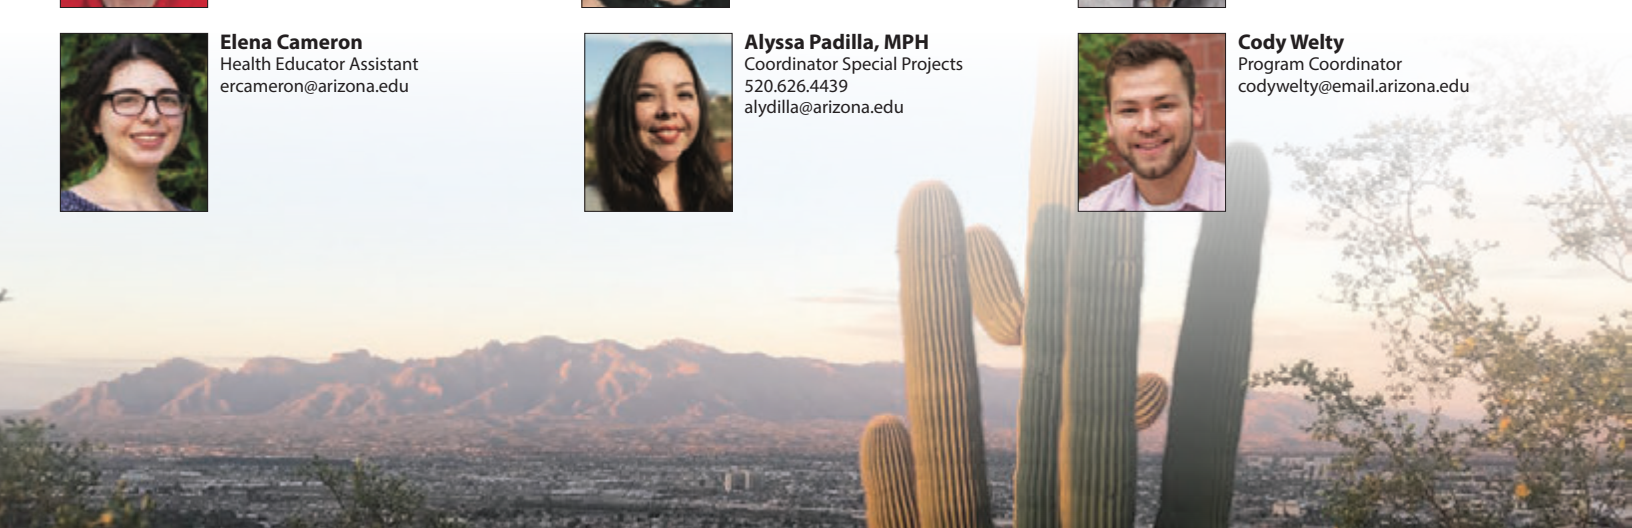 Elena Cameron
Health Educator Assistant
ercameron@arizona.edu
Alyssa Padilla, MPH
Coordinator Special Projects
520.626.4439
alydilla@arizona.edu
Cody Welty
Program Coordinator
codywelty@email.arizona.edu